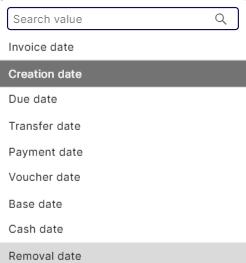 Search value
Invoice date
Creation date
Due date
Transfer date
Payment date
Voucher date
Base date
Cash date
Removal date